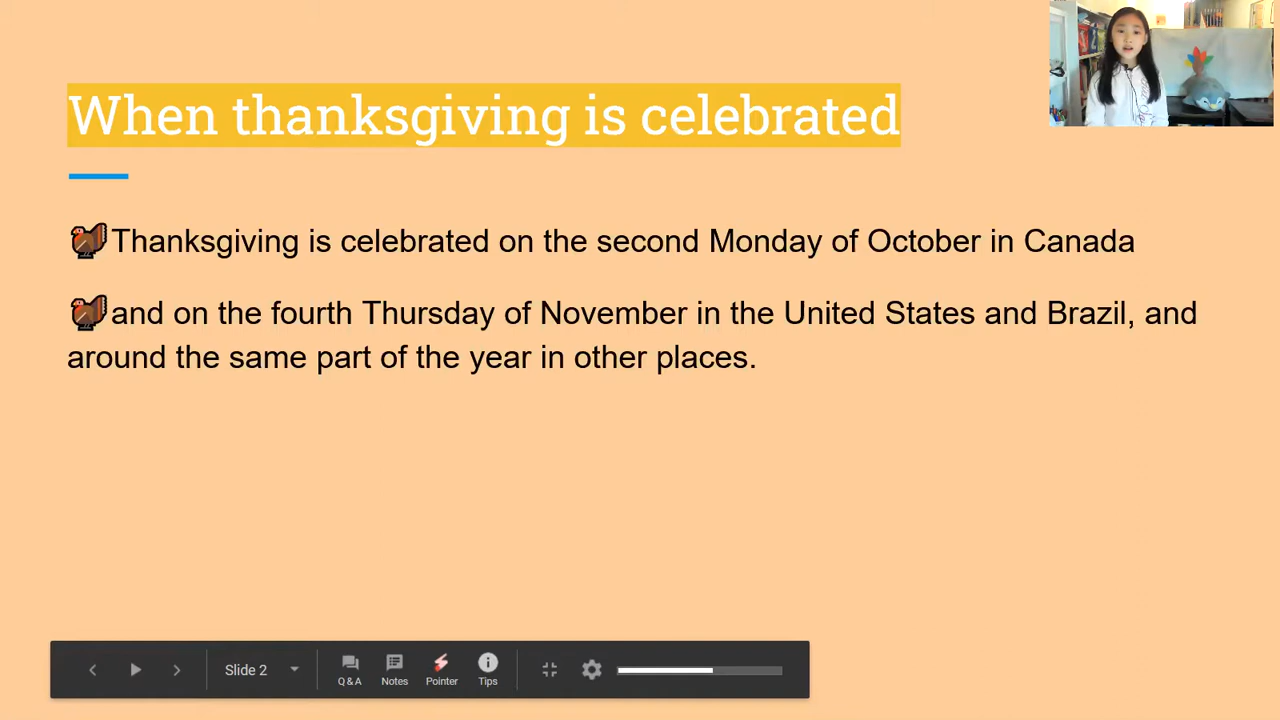 When thanksgiving is celebrated
🦃Thanksgiving is celebrated on the second Monday of October in Canada
🦃and on the fourth Thursday of November in the United States and Brazil, and
around the same part of the year in other places.
Slide 2
Q & A
Notes
Pointer
Tips